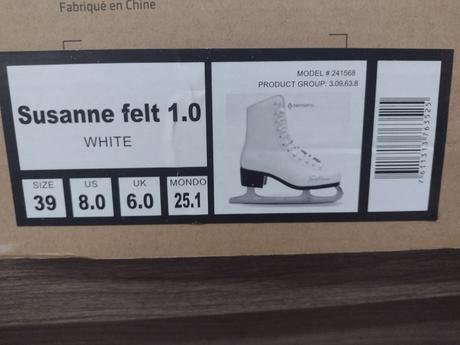 Fabriqué en Chine
Susanne felt 1.0
WHITE
SIZE
39
US
8.0
UK
6.0
MONDO
25.1
MODEL # 241568
PRODUCT GROUP: 3.09.63.8
7611313763525